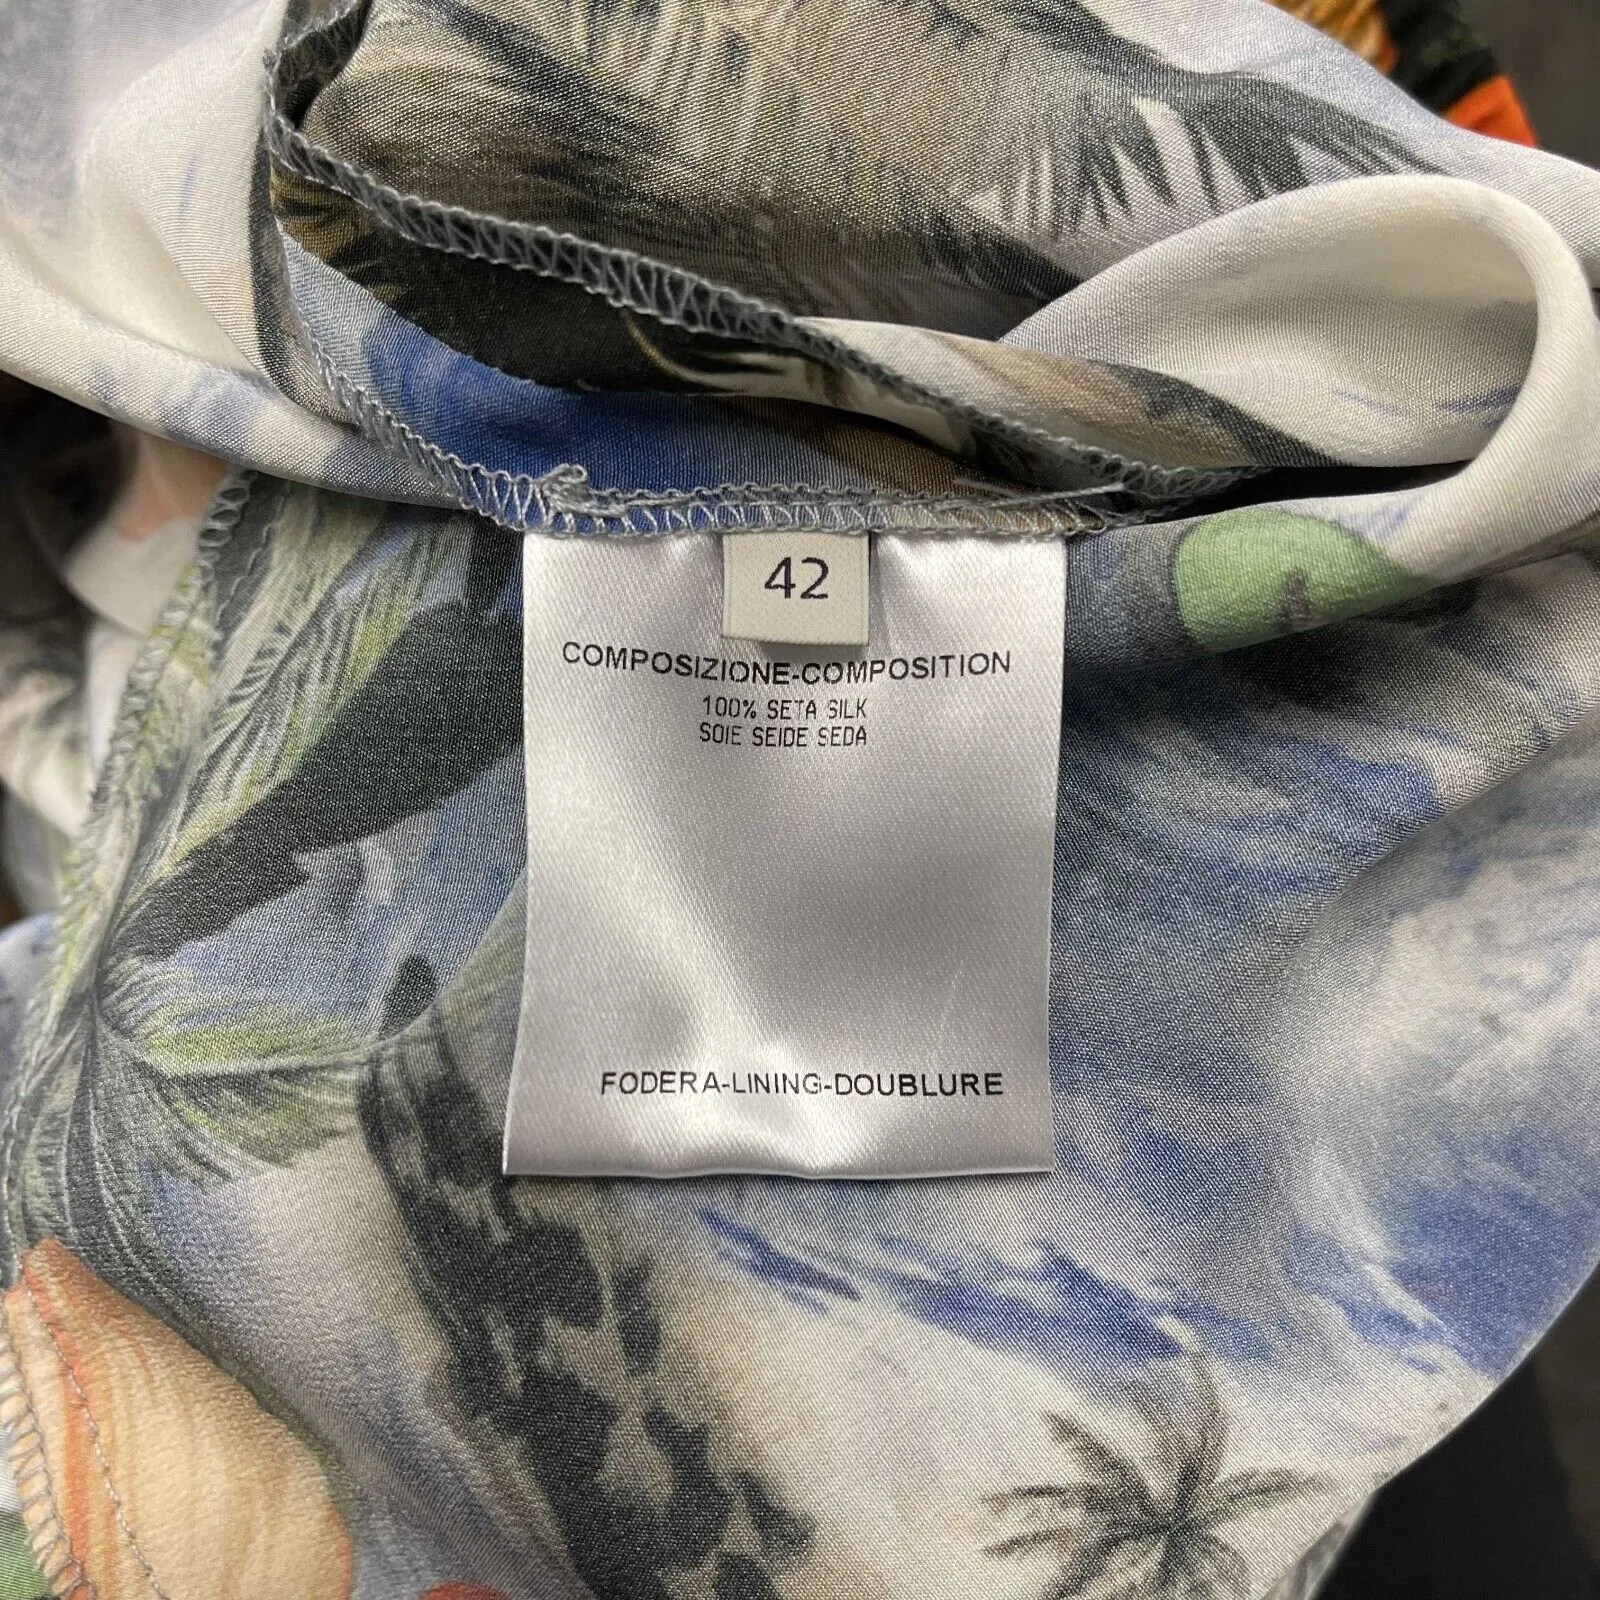 42
COMPOSIZIONE-COMPOSITION
100% SETA SILK
SOIE SEIDE SEDA
FODERA-LINING-DOUBLURE